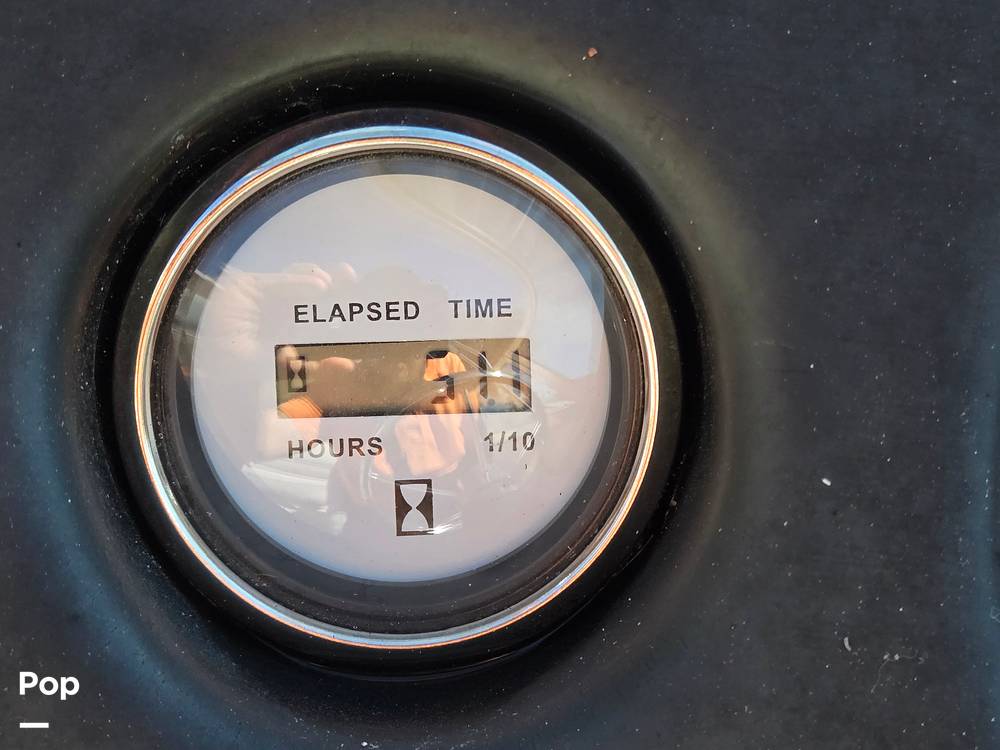 ELAPSED TIME
HOURS 1/10
Pop